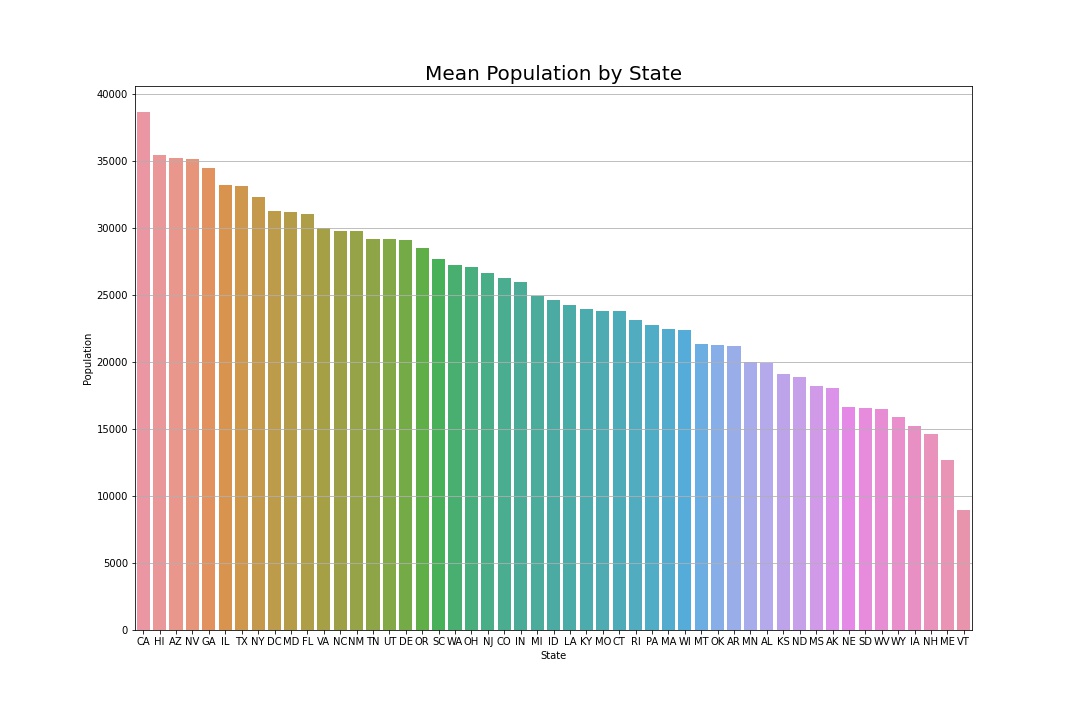 Mean Population by State
40000
35000
30000
25000
20000
15000
10000
5000
0
Population
CA HI AZ NV GA IL TX NY DC MD FL VA NC NM TN UT DE OR SC WA OH NJ CO IN MI ID LA KY MO CT RI PA MA WI MT OK AR MN AL KS ND MS AK NE SD WV WY IA NH ME VT
State